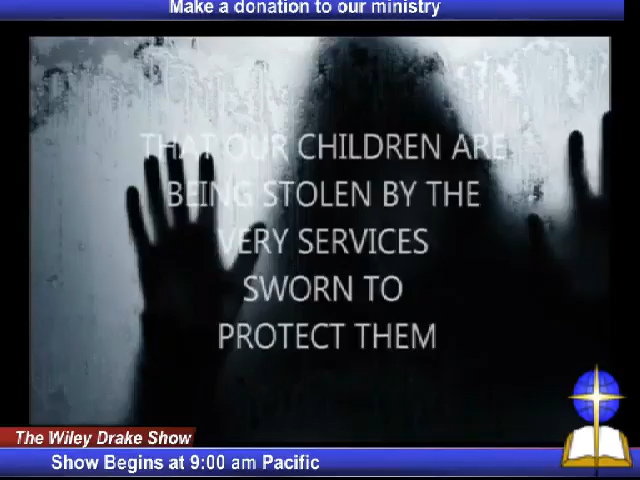 Make a donation to our ministry
THAT OUR CHILDREN ARE
BEING STOLEN BY THE
VERY SERVICES
SWORN TO
PROTECT THEM
The Wiley Drake Show
Show Begins at 9:00 am Pacific